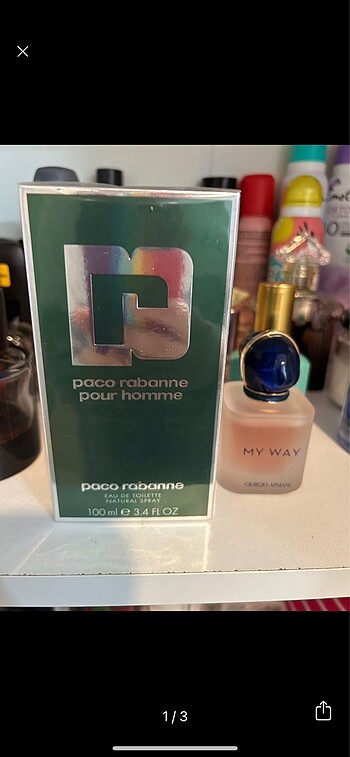 paco rabanne
pour homme
paco rabanne
EAU DE TOILETTE
NATURAL SPRAY
100 ml e 3.4 FL OZ
MY WAY
GIORGIO ARMANI
1/3